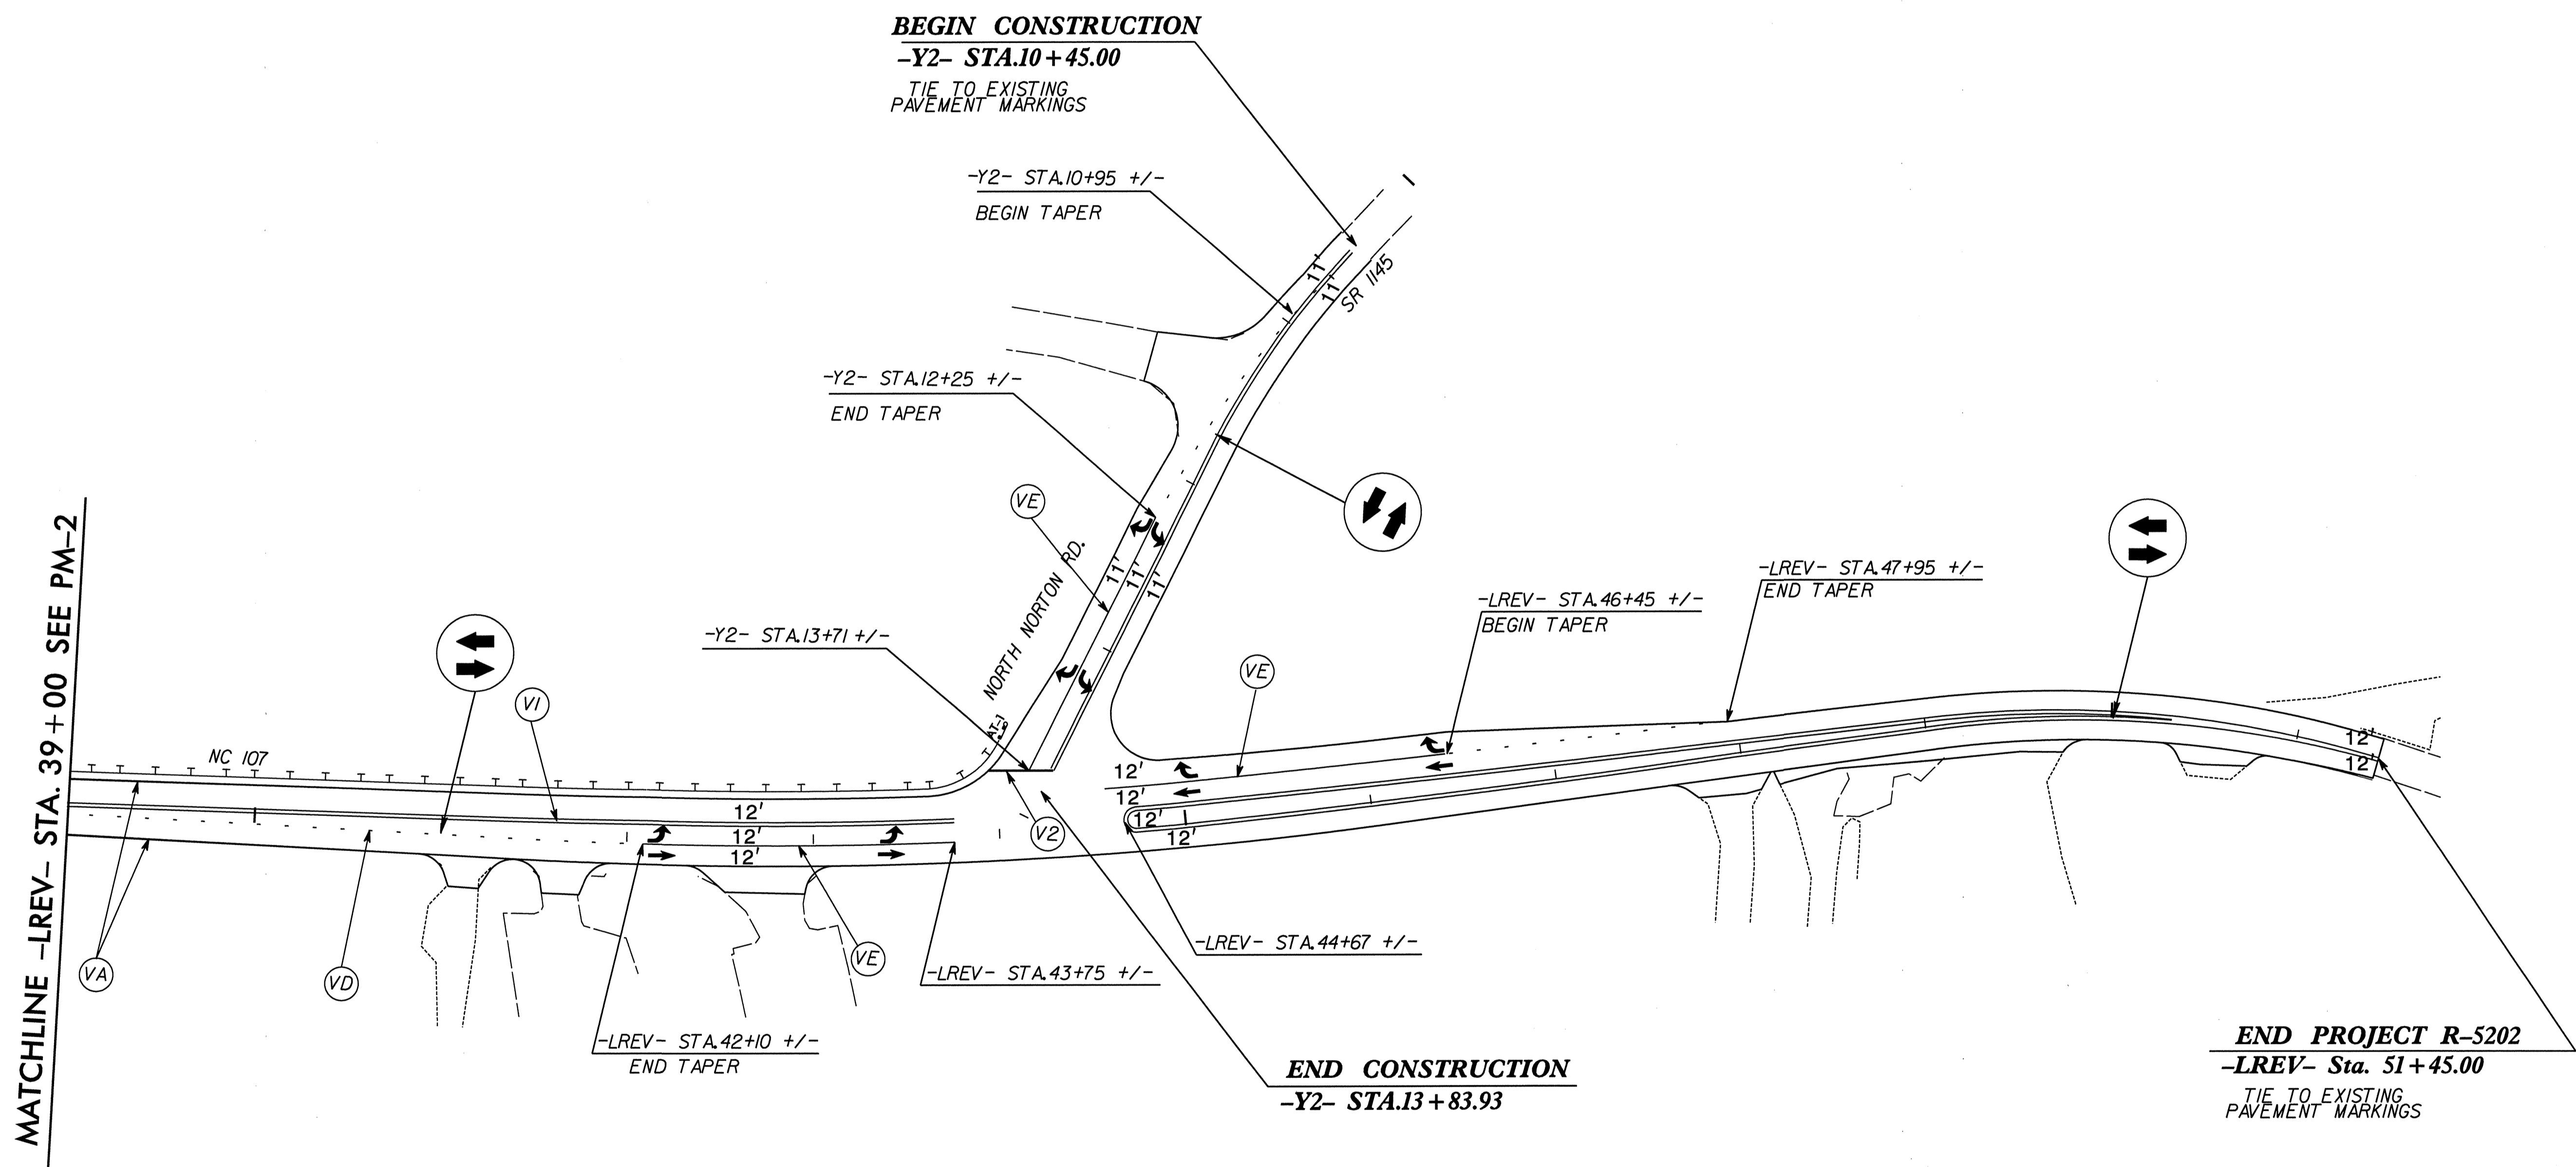 BEGIN CONSTRUCTION
-Y2- STA.10+45.00
TIE TO EXISTING
PAVEMENT MARKINGS
-Y2- STA.10+95 +/-
BEGIN TAPER
11'
11'
SR 1145
-Y2- STA.12+25 +/-
END TAPER
VE
11'
11'
11'
NORTH NORTON RD.
-Y2- STA.13+71 +/-
AT-1
MATCHLINE -LREV- STA. 39+00 SEE PM-2
NC 107
VI
12'
12'
12'
V2
VA
VD
VE
-LREV- STA.42+10 +/-
END TAPER
-LREV- STA.43+75 +/-
-LREV- STA.44+67 +/-
VE
12'
12'
12'
12'
-LREV- STA.46+45 +/-
BEGIN TAPER
-LREV- STA.47+95 +/-
END TAPER
12'
12'
END CONSTRUCTION
-Y2- STA.13+83.93
END PROJECT R-5202
-LREV- Sta. 51+45.00
TIE TO EXISTING
PAVEMENT MARKINGS